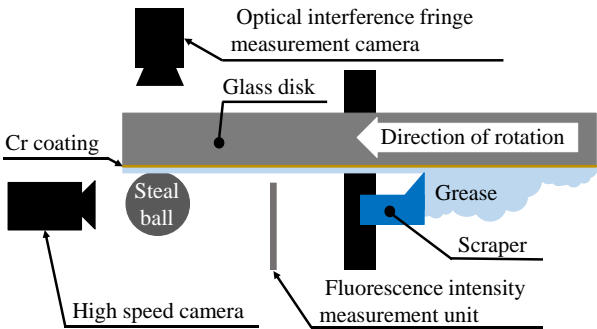 Optical interference fringe
measurement camera
Glass disk
Cr coating
Direction of rotation
Steal
ball
Grease
Scraper
High speed camera
Fluorescence intensity
measurement unit